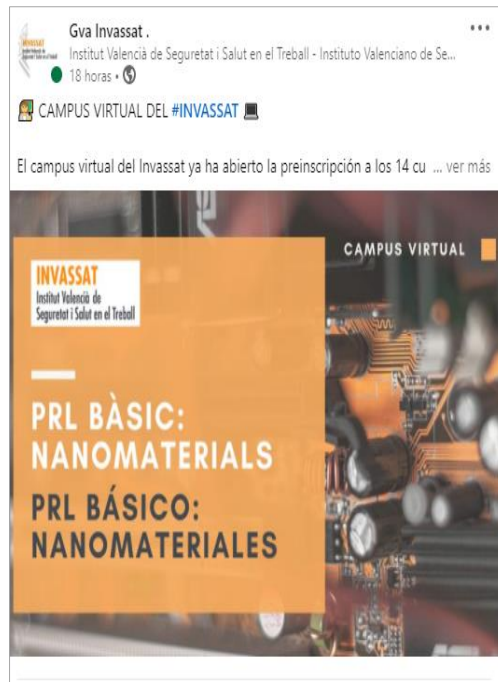 Gva Invassat .
Institut Valencià de Seguretat i Salut en el Treball - Instituto Valenciano de Se...
18 horas •
CAMPUS VIRTUAL DEL #INVASSAT
El campus virtual del Invassat ya ha abierto la preinscripción a los 14 cu ... ver más
CAMPUS VIRTUAL
INVASSAT
Institut Valencià de
Seguretat i Salut en el Treball
PRL BÀSIC:
NANOMATERIALS
PRL BÁSICO:
NANOMATERIALES